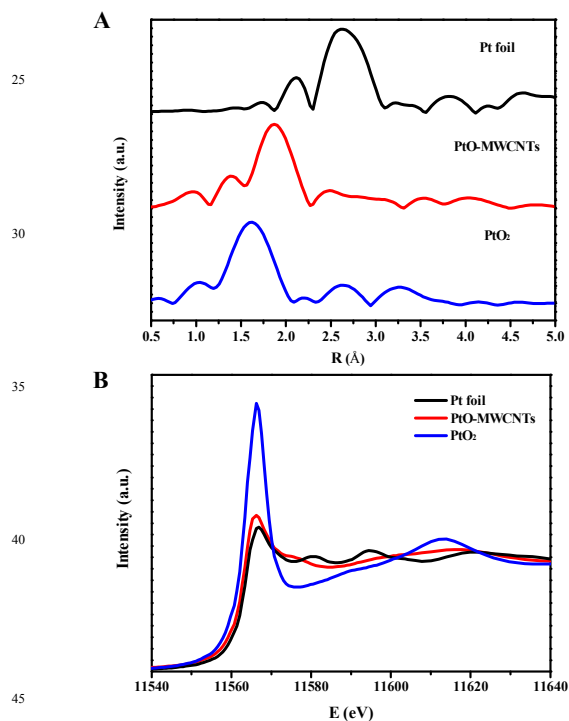 A
Pt foil
25
PtO-MWCNTs
Intensity (a.u.)
30
PtO₂
0.5 1.0 1.5 2.0 2.5 3.0 3.5 4.0 4.5 5.0
R (Å)
35
B
Pt foil
PtO-MWCNTs
PtO₂
40
Intensity (a.u.)
11540 11560 11580 11600 11620 11640
E (eV)
45